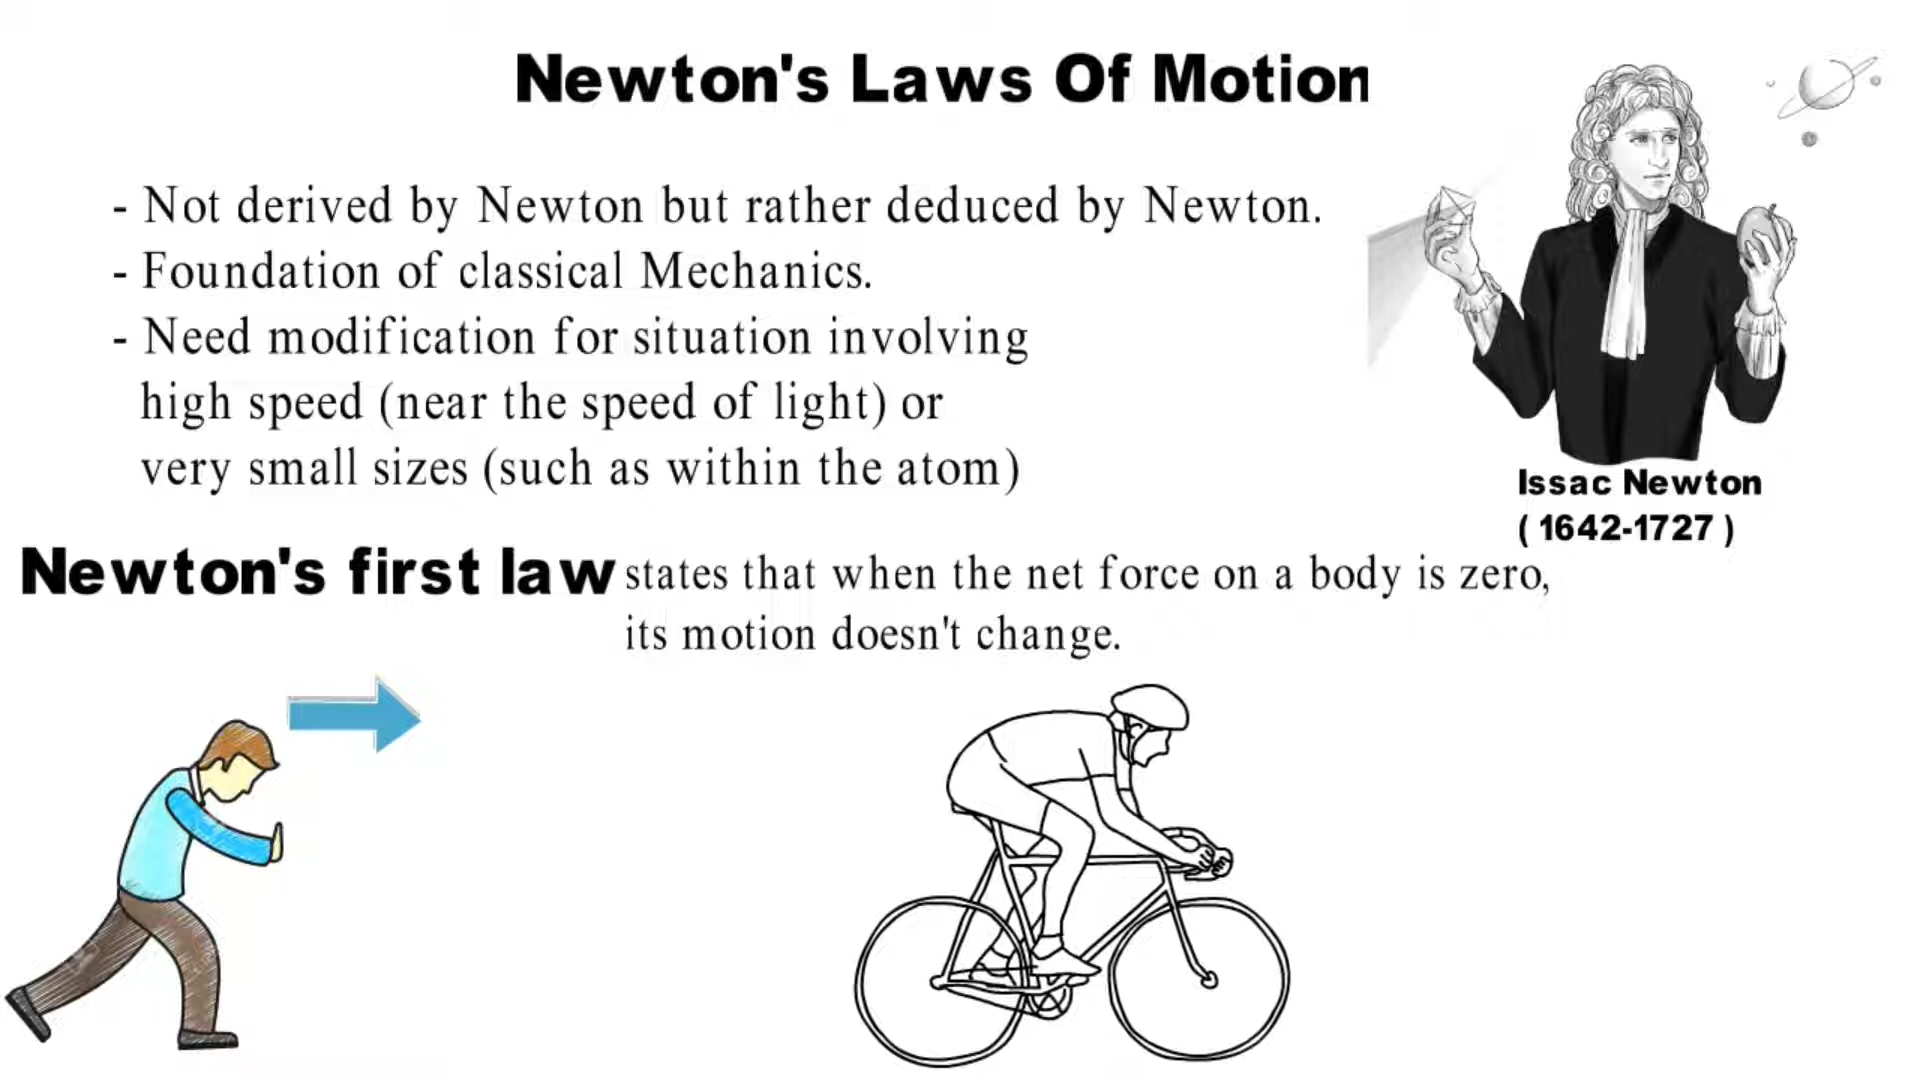 Newton's Laws Of Motion
- Not derived by Newton but rather deduced by Newton.
- Foundation of classical Mechanics.
- Need modification for situation involving
high speed (near the speed of light) or
very small sizes (such as within the atom)
Issac Newton
( 1642-1727 )
Newton's first law states that when the net force on a body is zero,
its motion doesn't change.